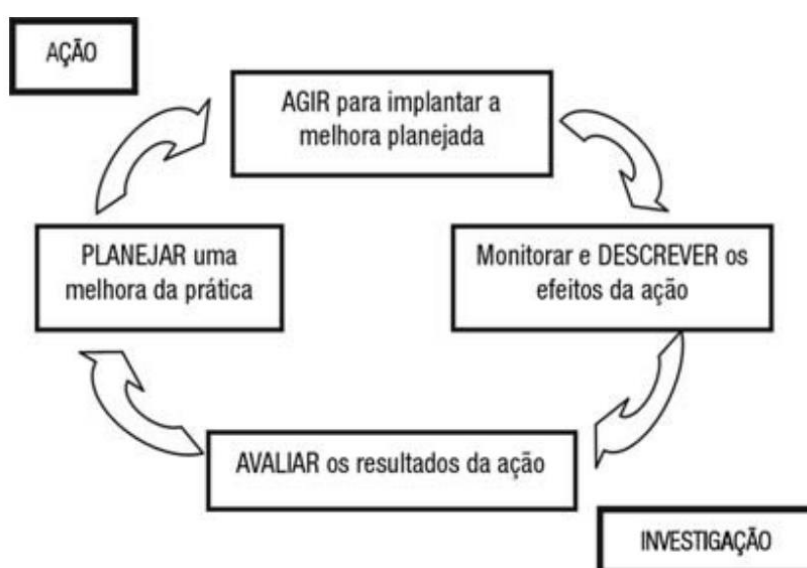 AÇÃO
AGIR para implantar a
melhora planejada
PLANEJAR uma
melhora da prática
Monitorar e DESCREVER os
efeitos da ação
AVALIAR os resultados da ação
INVESTIGAÇÃO